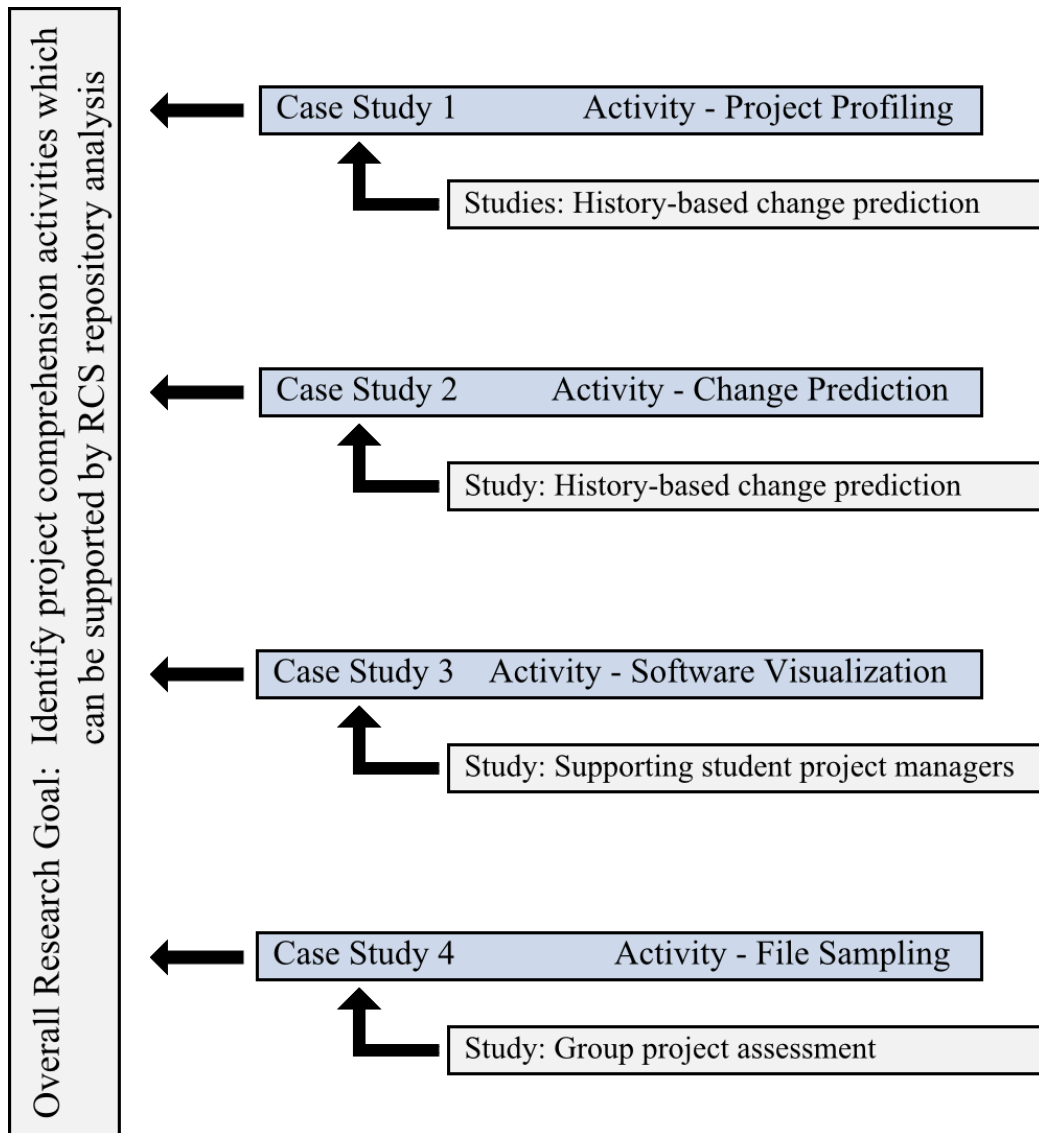 Overall Research Goal: Identify project comprehension activities which
can be supported by RCS repository analysis
Case Study 1 Activity - Project Profiling
Studies: History-based change prediction
Case Study 2 Activity - Change Prediction
Study: History-based change prediction
Case Study 3 Activity - Software Visualization
Study: Supporting student project managers
Case Study 4 Activity - File Sampling
Study: Group project assessment